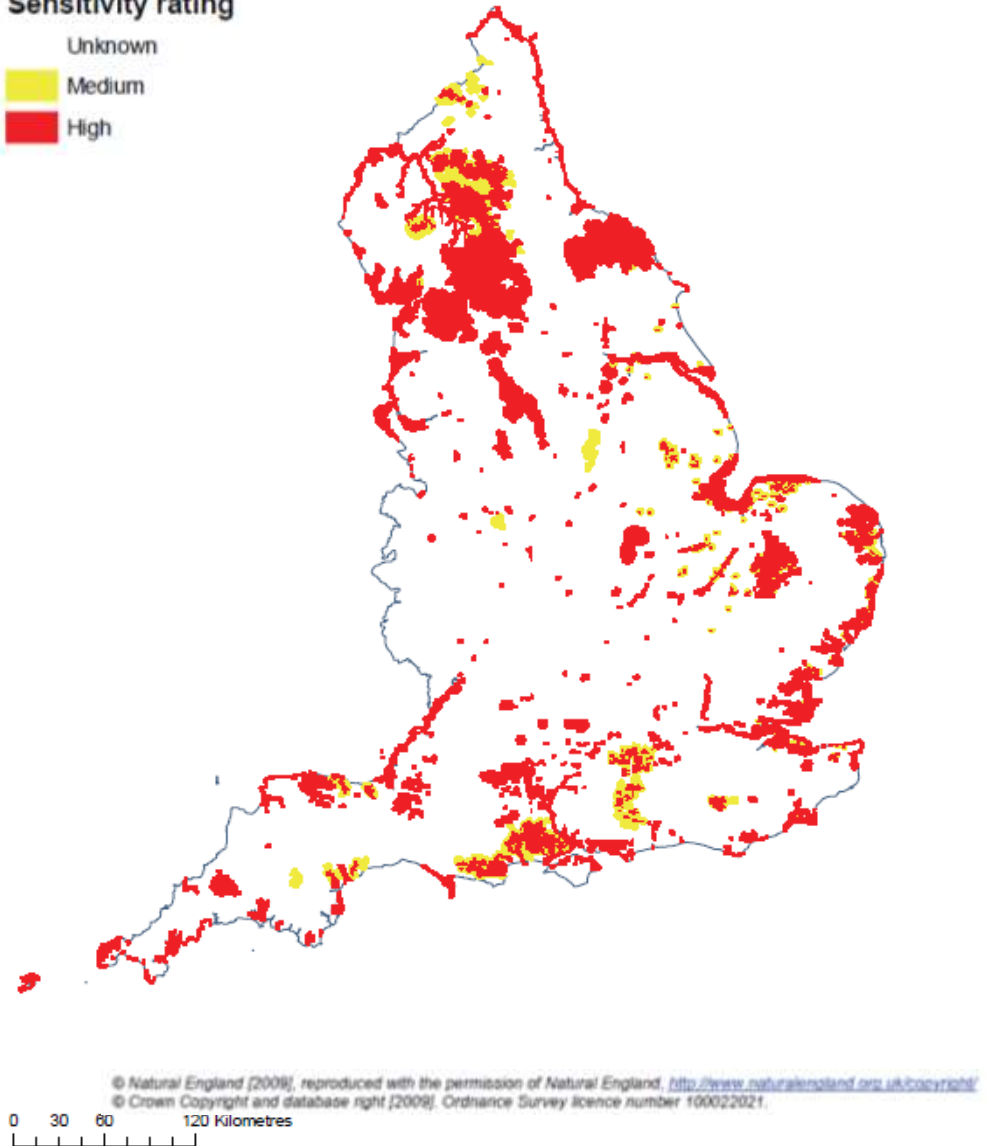 Sensitivity rating
Unknown
Medium
High
© Natural England [2009], reproduced with the permission of Natural England, http://www.naturalengland.org.uk/copyright/
© Crown Copyright and database right [2009]. Ordnance Survey licence number 100022021.
0 30 60 120 Kilometres